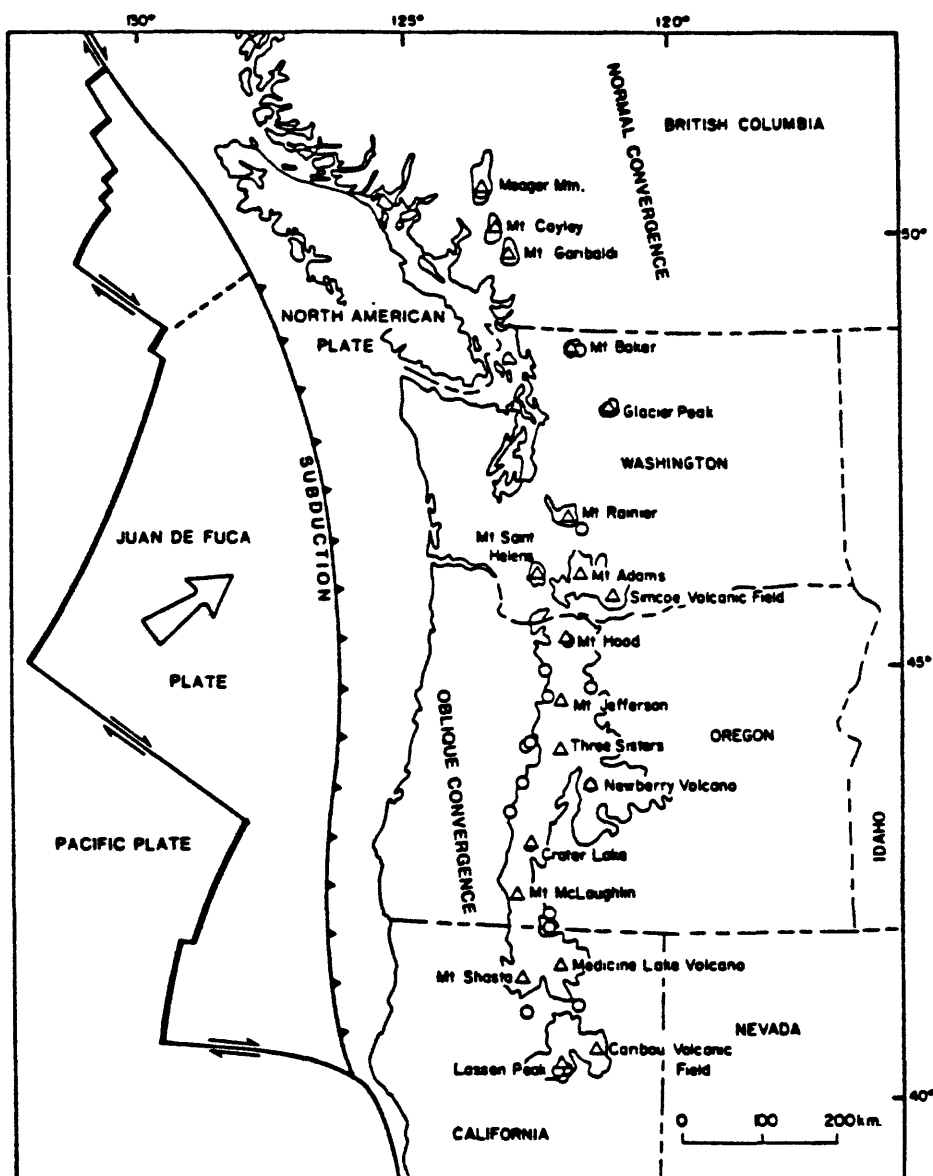 130°
125°
120°
NORMAL CONVERGENCE
BRITISH COLUMBIA
Meager Mtn.
Mt Cayley
50°
Mt Garibaldi
NORTH AMERICAN
PLATE
Mt Baker
Glacier Peak
WASHINGTON
SUBDUCTION
Mt Rainier
JUAN DE FUCA
Mt Saint
Helens
Mt Adams
Simcoe Volcanic Field
Mt Hood
45°
PLATE
OBLIQUE CONVERGENCE
Mt Jefferson
OREGON
Three Sisters
Newberry Volcano
PACIFIC PLATE
IDAHO
Crater Lake
Mt McLaughlin
Medicine Lake Volcano
Mt Shasta
NEVADA
Caribou Volcanic
Field
Lassen Peak
40°
CALIFORNIA
0 100 200 km.